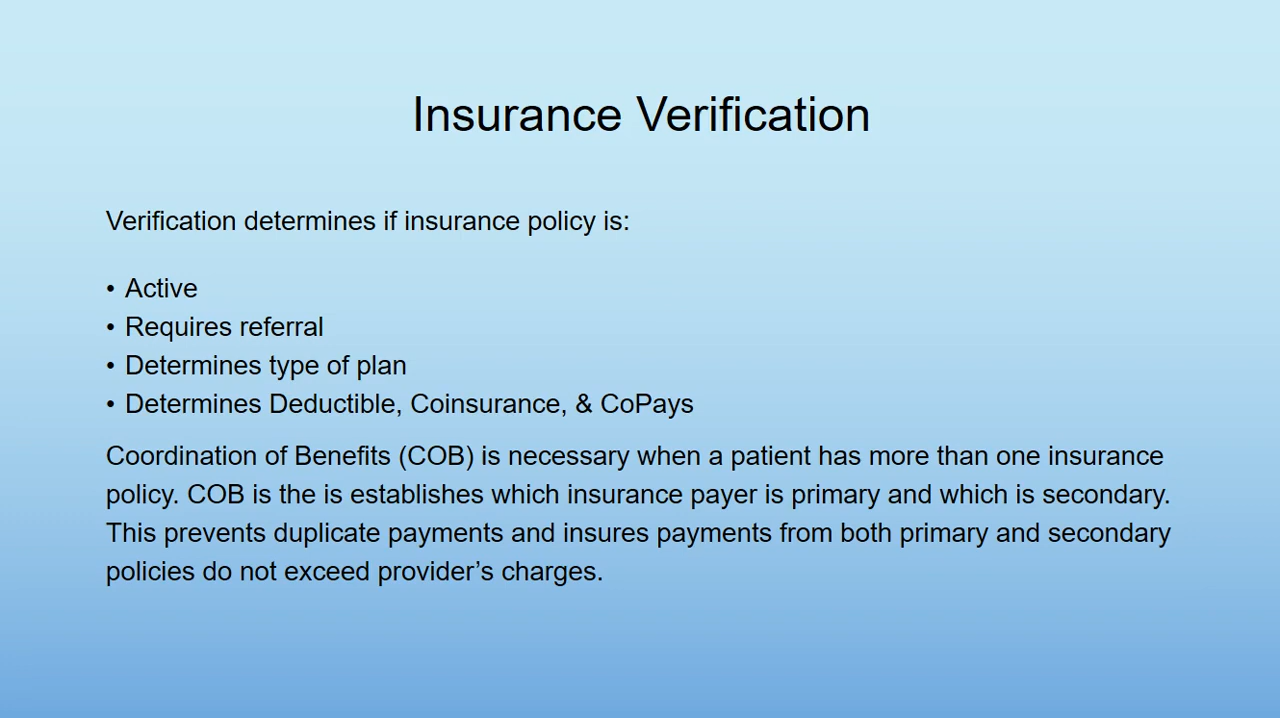 Insurance Verification
Verification determines if insurance policy is:
• Active
• Requires referral
• Determines type of plan
• Determines Deductible, Coinsurance, & CoPays
Coordination of Benefits (COB) is necessary when a patient has more than one insurance
policy. COB is the is establishes which insurance payer is primary and which is secondary.
This prevents duplicate payments and insures payments from both primary and secondary
policies do not exceed provider’s charges.